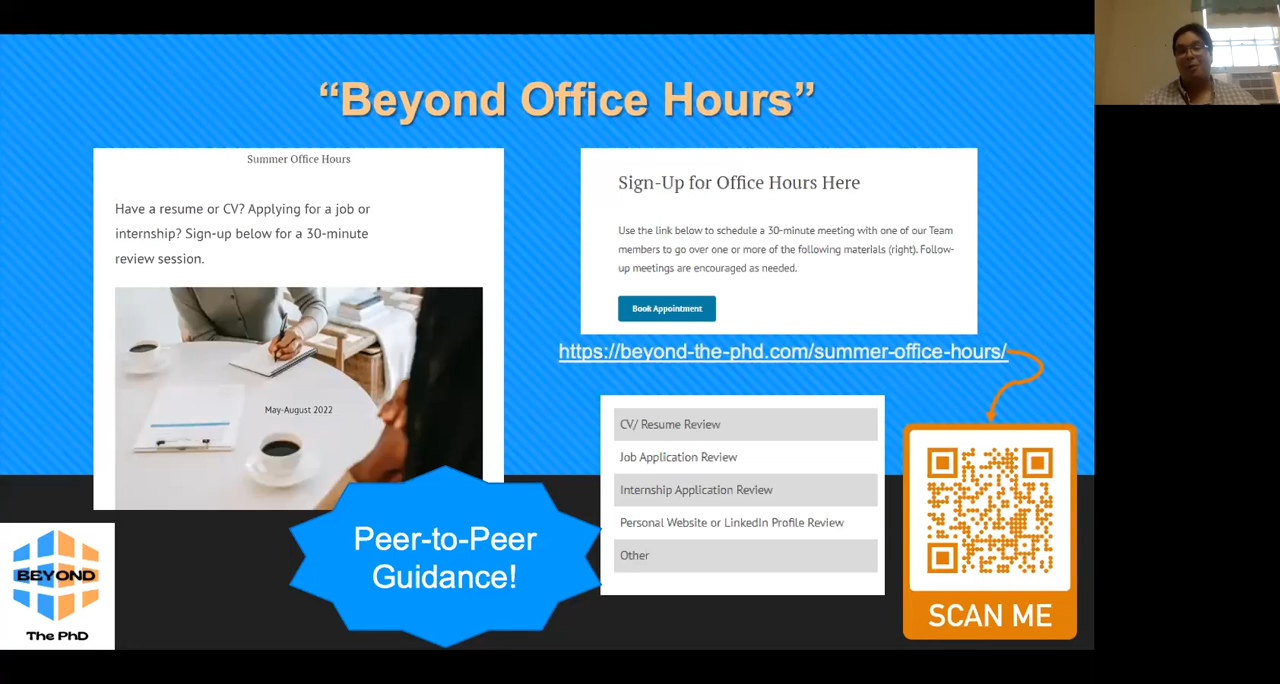 “Beyond Office Hours”
Summer Office Hours
Have a resume or CV? Applying for a job or
internship? Sign-up below for a 30-minute
review session.
May-August 2022
Sign-Up for Office Hours Here
Use the link below to schedule a 30-minute meeting with one of our Team
members to go over one or more of the following materials (right). Follow-
up meetings are encouraged as needed.
Book Appointment
https://beyond-the-phd.com/summer-office-hours/
CV/ Resume Review
Job Application Review
Internship Application Review
Personal Website or LinkedIn Profile Review
Other
Peer-to-Peer
Guidance!
SCAN ME
BEYOND
The PhD